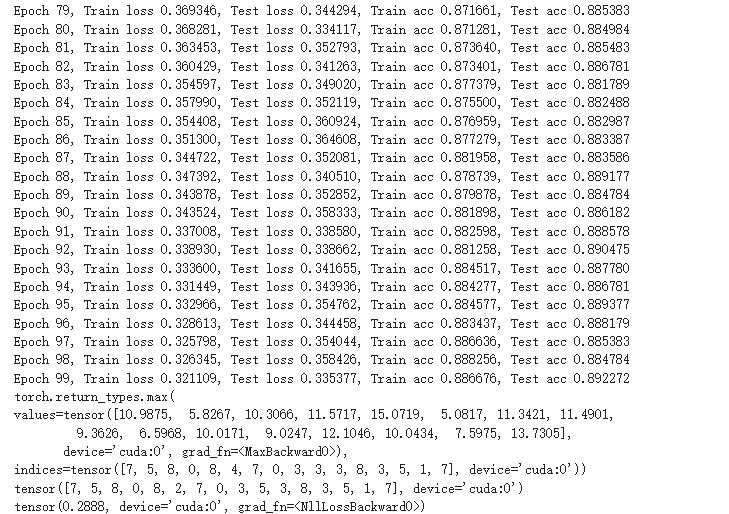 Epoch 79, Train loss 0.369346, Test loss 0.344294, Train acc 0.871661, Test acc 0.885383
Epoch 80, Train loss 0.368281, Test loss 0.334117, Train acc 0.871281, Test acc 0.884984
Epoch 81, Train loss 0.363453, Test loss 0.352793, Train acc 0.873640, Test acc 0.885483
Epoch 82, Train loss 0.360429, Test loss 0.341263, Train acc 0.873401, Test acc 0.886781
Epoch 83, Train loss 0.354597, Test loss 0.349020, Train acc 0.877379, Test acc 0.881789
Epoch 84, Train loss 0.357990, Test loss 0.352119, Train acc 0.875500, Test acc 0.882488
Epoch 85, Train loss 0.354408, Test loss 0.360924, Train acc 0.876959, Test acc 0.882987
Epoch 86, Train loss 0.351300, Test loss 0.364608, Train acc 0.877279, Test acc 0.883387
Epoch 87, Train loss 0.344722, Test loss 0.352081, Train acc 0.881958, Test acc 0.883586
Epoch 88, Train loss 0.347392, Test loss 0.340510, Train acc 0.878739, Test acc 0.889177
Epoch 89, Train loss 0.343878, Test loss 0.352852, Train acc 0.879878, Test acc 0.884784
Epoch 90, Train loss 0.343524, Test loss 0.358333, Train acc 0.881898, Test acc 0.886182
Epoch 91, Train loss 0.337008, Test loss 0.338580, Train acc 0.882598, Test acc 0.888578
Epoch 92, Train loss 0.338930, Test loss 0.338662, Train acc 0.881258, Test acc 0.890475
Epoch 93, Train loss 0.333600, Test loss 0.341655, Train acc 0.884517, Test acc 0.887780
Epoch 94, Train loss 0.331449, Test loss 0.343936, Train acc 0.884277, Test acc 0.886781
Epoch 95, Train loss 0.332966, Test loss 0.354762, Train acc 0.884577, Test acc 0.889377
Epoch 96, Train loss 0.328613, Test loss 0.344458, Train acc 0.883437, Test acc 0.888179
Epoch 97, Train loss 0.325798, Test loss 0.354044, Train acc 0.886636, Test acc 0.885383
Epoch 98, Train loss 0.326345, Test loss 0.358426, Train acc 0.888256, Test acc 0.884784
Epoch 99, Train loss 0.321109, Test loss 0.335377, Train acc 0.886676, Test acc 0.892272
torch.return_types.max(
values=tensor([10.9875,  5.8267, 10.3066, 11.5717, 15.0719,  5.0817, 11.3421, 11.4901,
         9.3626,  6.5968, 10.0171,  9.0247, 12.1046, 10.0434,  7.5975, 13.7305],
       device='cuda:0', grad_fn=<MaxBackward0>),
indices=tensor([7, 5, 8, 0, 8, 4, 7, 0, 3, 3, 3, 8, 3, 5, 1, 7], device='cuda:0'))
tensor([7, 5, 8, 0, 8, 2, 7, 0, 3, 5, 3, 8, 3, 5, 1, 7], device='cuda:0')
tensor(0.2888, device='cuda:0', grad_fn=<NllLossBackward0>)